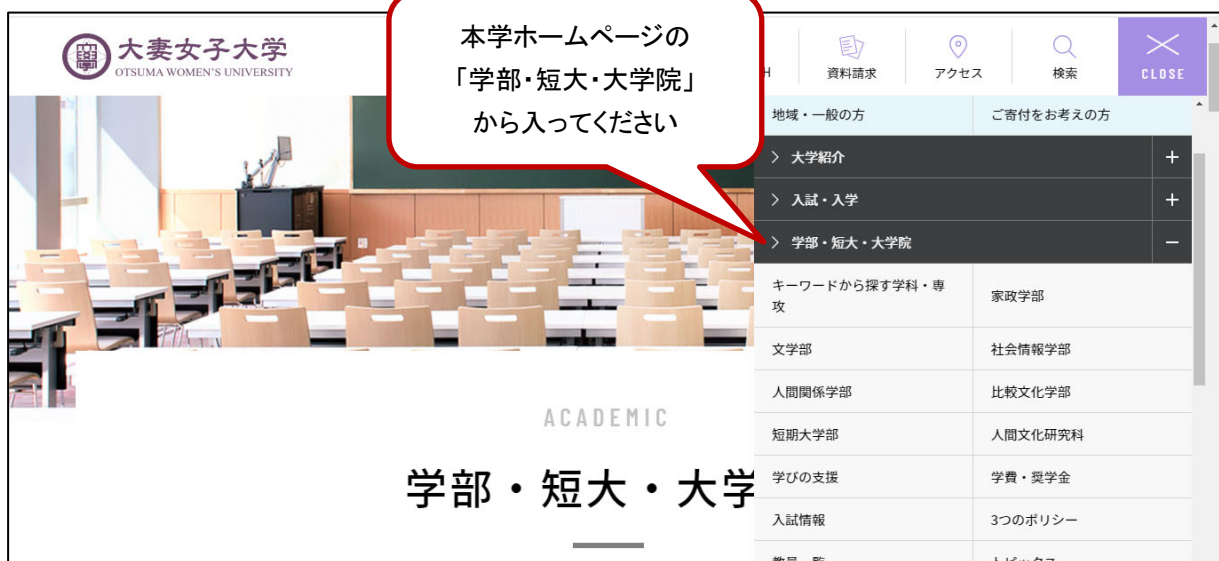 大妻女子大学
OTSUMA WOMEN'S UNIVERSITY
本学ホームページの
「学部・短大・大学院」
から入ってください
H
資料請求
アクセス
検索
CLOSE
地域・一般の方
ご寄付をお考えの方
> 大学紹介 +
> 入試・入学 +
> 学部・短大・大学院 −
キーワードから探す学科・専
攻
家政学部
文学部
社会情報学部
人間関係学部
比較文化学部
短期大学部
人間文化研究科
学びの支援
学費・奨学金
入試情報
3つのポリシー
ACADEMIC
学部・短大・大学